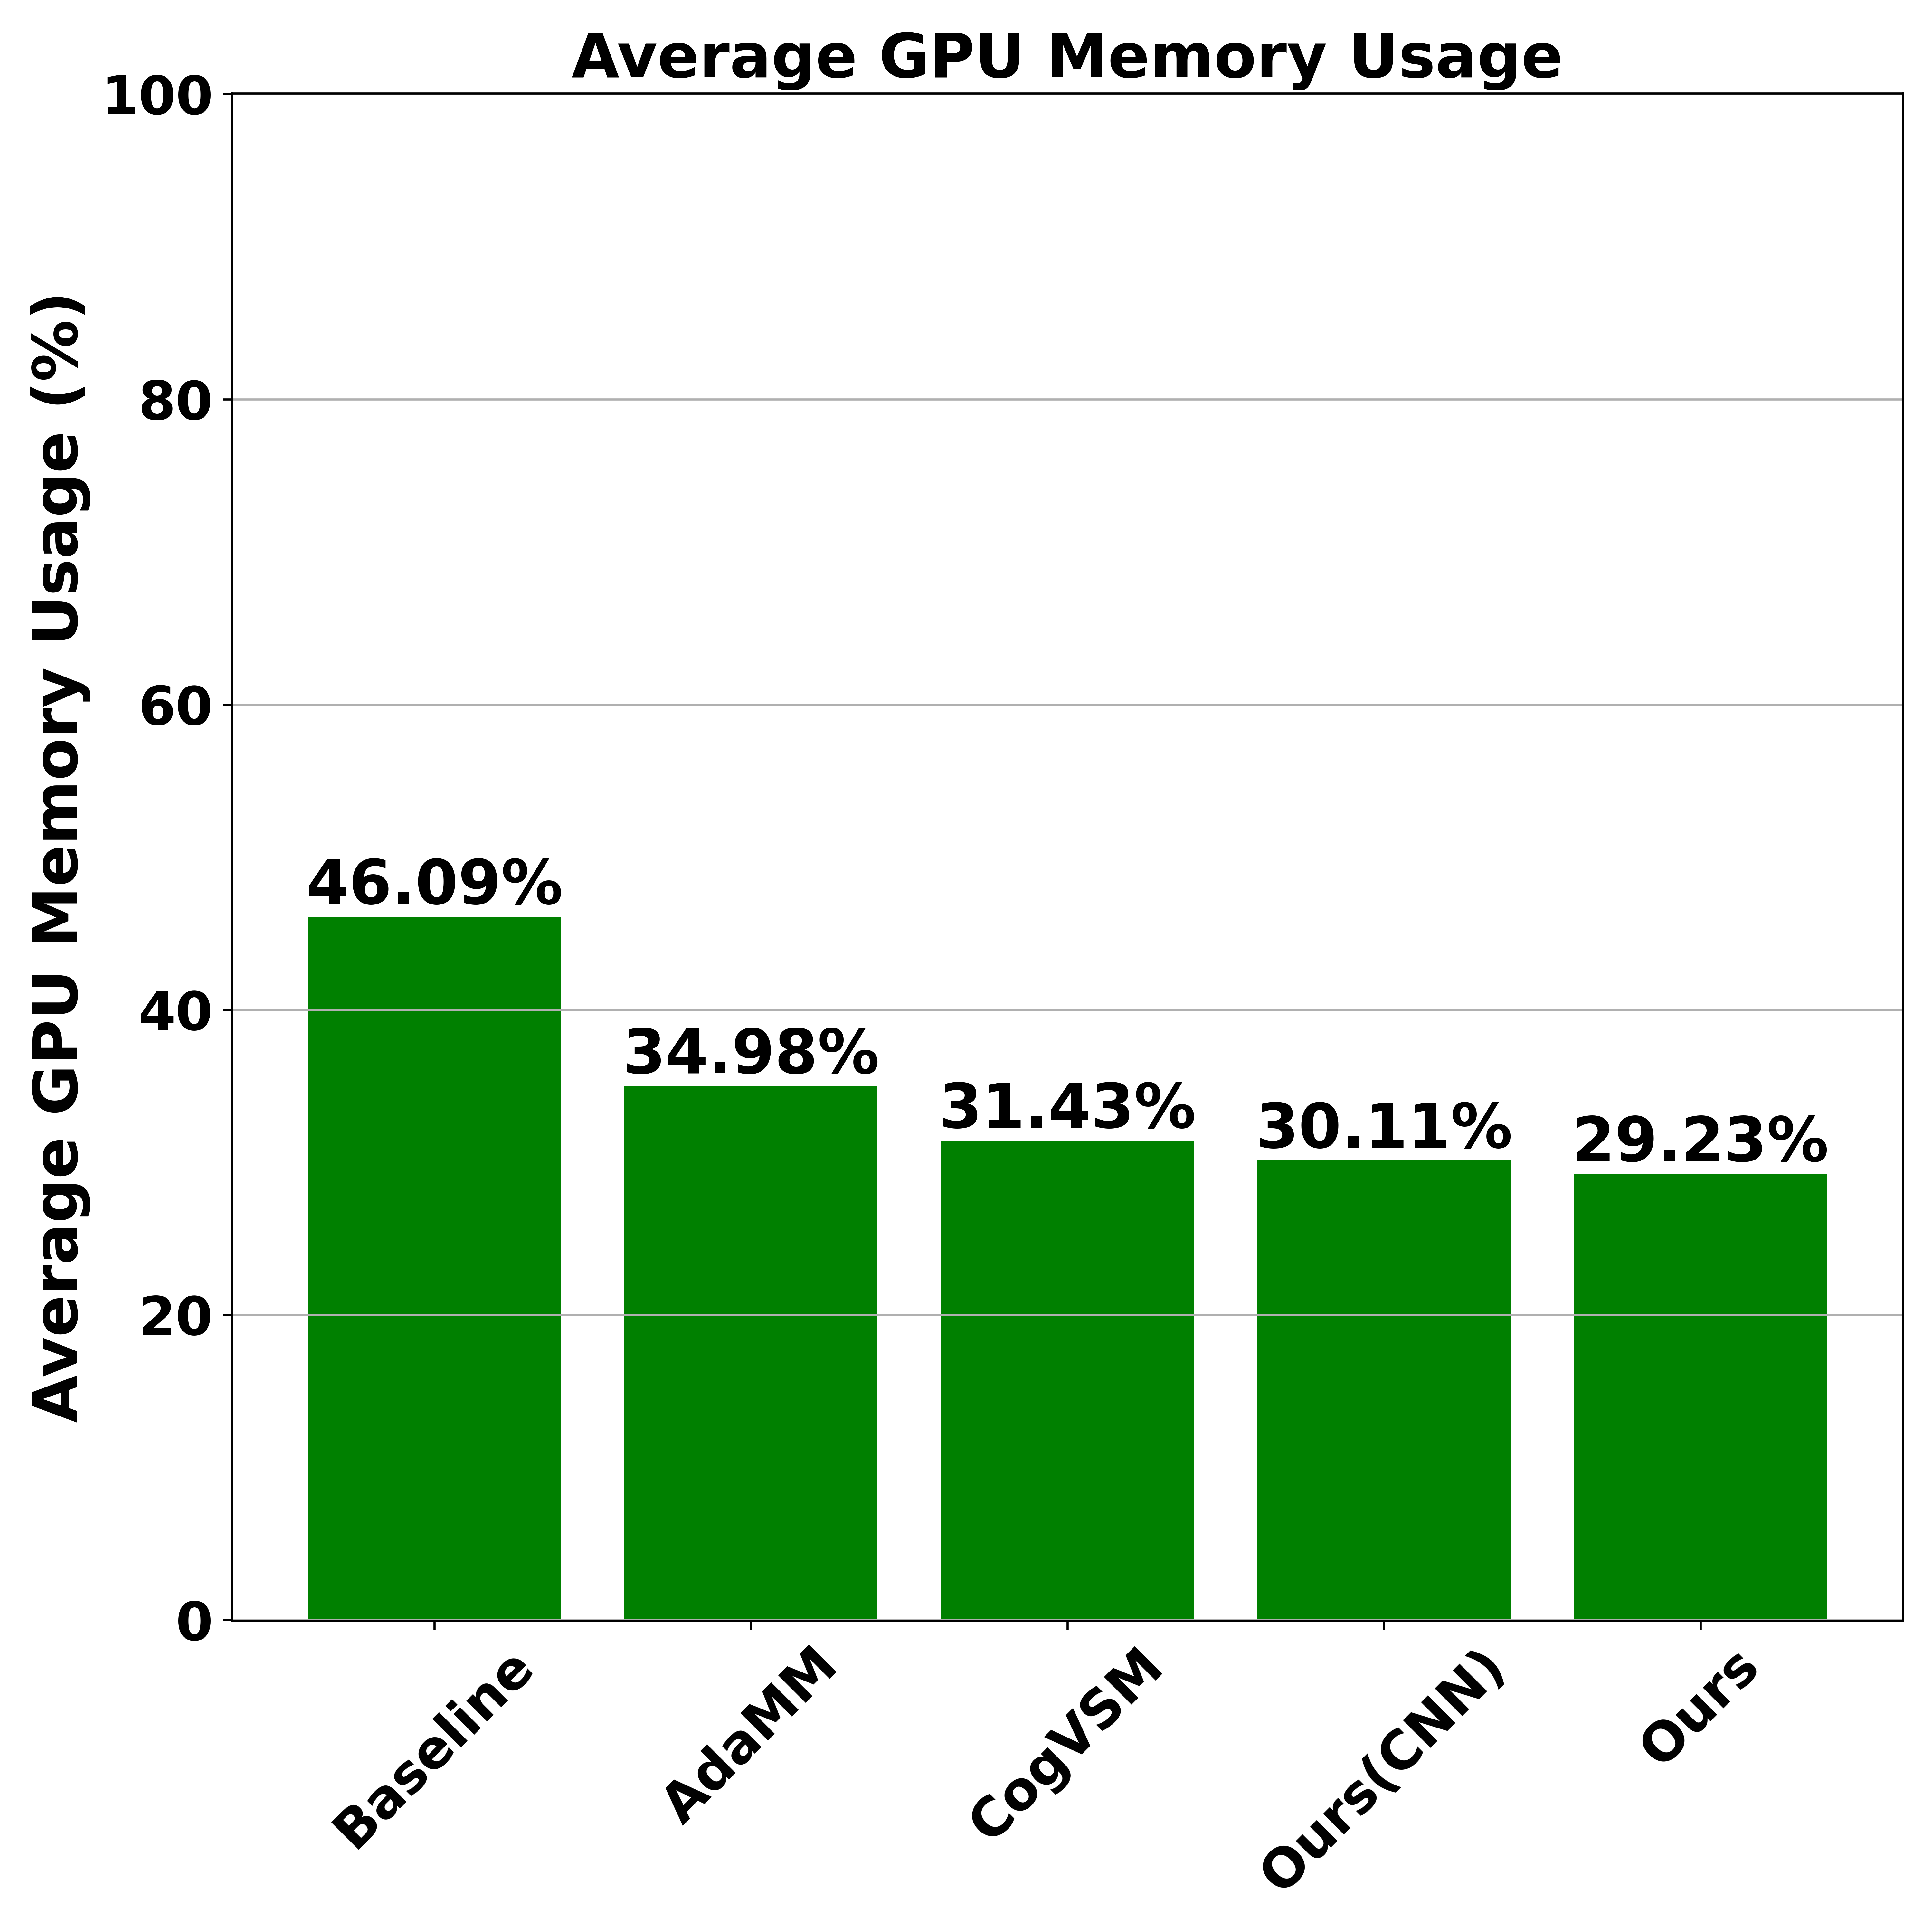 Average GPU Memory Usage
Average GPU Memory Usage (%)
100
80
60
40
20
0
46.09%
34.98%
31.43%
30.11%
29.23%
Baseline
AdaMM
CogVSM
Ours(CNN)
Ours